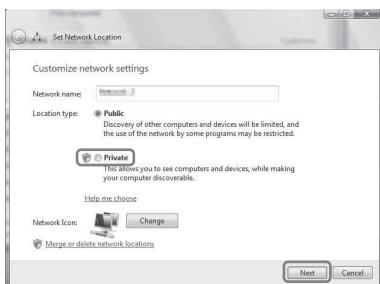 Set Network Location
Customize network settings
Network name:
Location type:
Public
Discovery of other computers and devices will be limited, and
the use of the network by some programs may be restricted.
Private
This allows you to see computers and devices, while making
your computer discoverable.
Help me choose
Network Icon:
Change
Merge or delete network locations
Next
Cancel